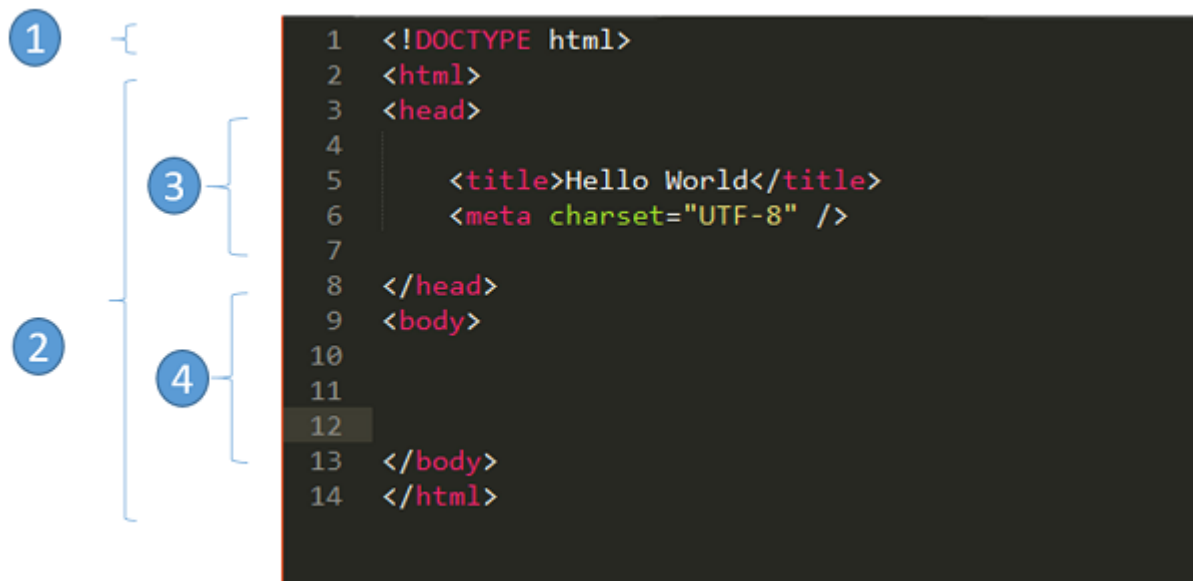 1
1 <!DOCTYPE html>
2 <html>
3 <head>
4
3
5 <title>Hello World</title>
6 <meta charset="UTF-8" />
7
8 </head>
9 <body>
2
10
4
11
12
13 </body>
14 </html>